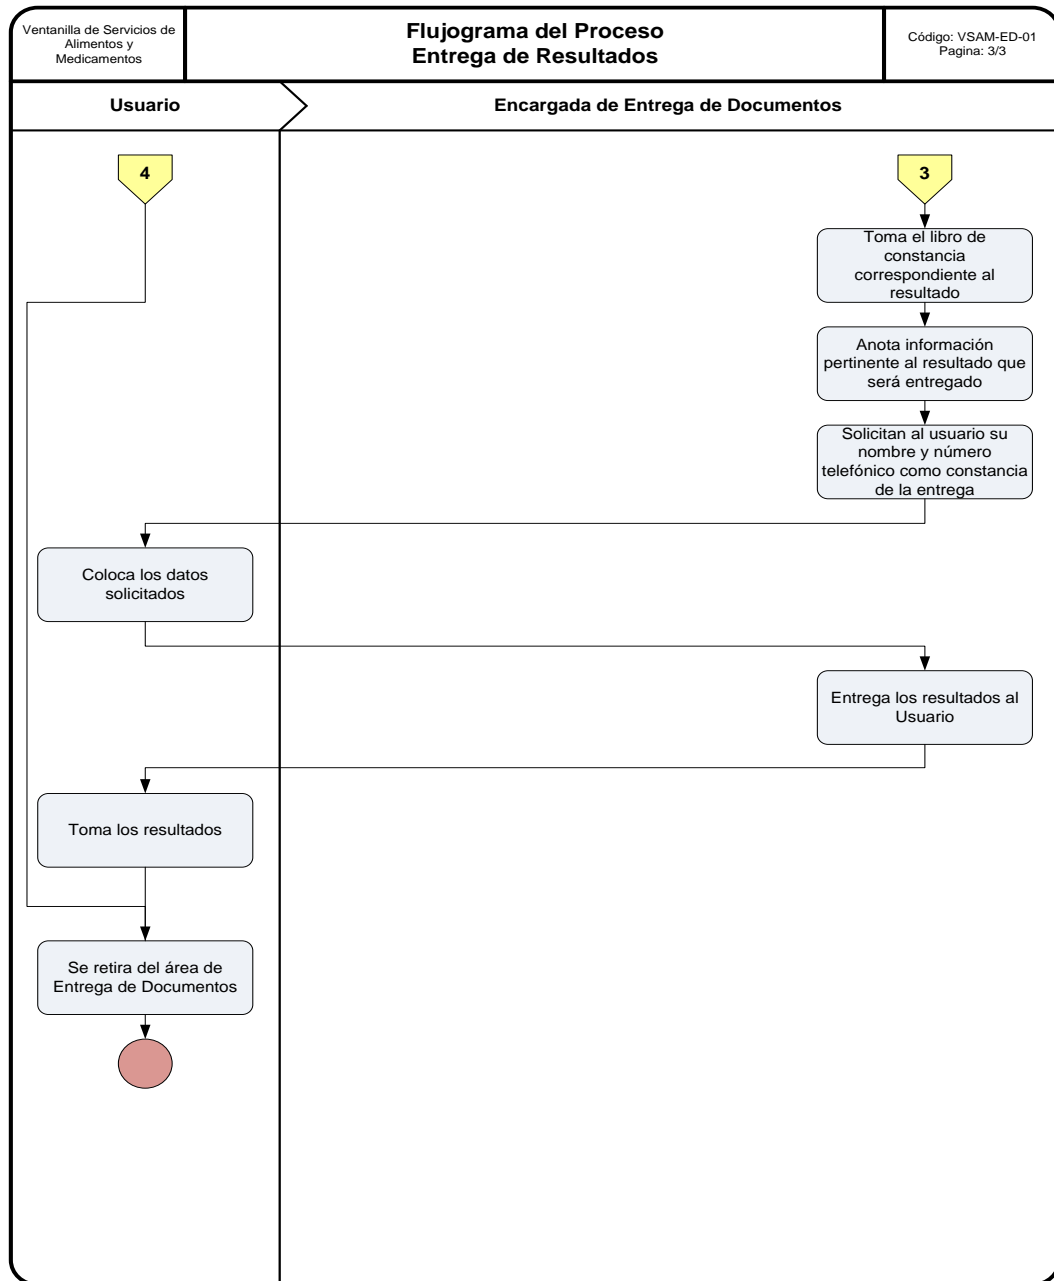 Ventanilla de Servicios de
Alimentos y
Medicamentos
Flujograma del Proceso
Entrega de Resultados
Código: VSAM-ED-01
Pagina: 3/3
Usuario
Encargada de Entrega de Documentos
4
3
Toma el libro de
constancia
correspondiente al
resultado
Anota información
pertinente al resultado que
será entregado
Solicitan al usuario su
nombre y número
telefónico como constancia
de la entrega
Coloca los datos
solicitados
Entrega los resultados al
Usuario
Toma los resultados
Se retira del área de
Entrega de Documentos